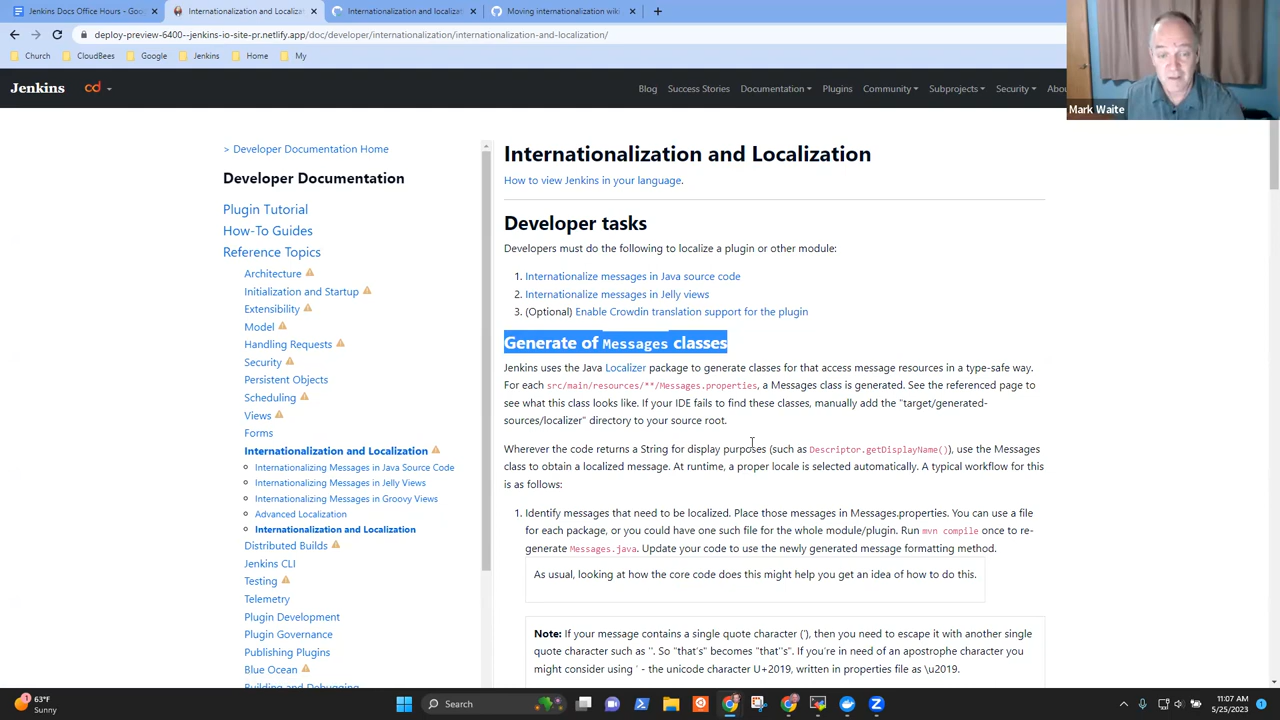 Jenkins Docs Office Hours - Goo
Internationalization and Localiza
Internationalization and localizat
Moving internationalization wiki
deploy-preview-6400--jenkins-io-site-pr.netlify.app/doc/developer/internationalization/internationalization-and-localization/
Church
CloudBees
Google
Jenkins
Home
My
Mark Waite
Jenkins
cd
Blog
Success Stories
Documentation
Plugins
Community
Subprojects
Security
Abou
> Developer Documentation Home
Developer Documentation
Plugin Tutorial
How-To Guides
Reference Topics
Architecture
Initialization and Startup
Extensibility
Model
Handling Requests
Security
Persistent Objects
Scheduling
Views
Forms
Internationalization and Localization
Internationalizing Messages in Java Source Code
Internationalizing Messages in Jelly Views
Internationalizing Messages in Groovy Views
Advanced Localization
Internationalization and Localization
Distributed Builds
Jenkins CLI
Testing
Telemetry
Plugin Development
Plugin Governance
Publishing Plugins
Blue Ocean
Building and Debugging
Internationalization and Localization
How to view Jenkins in your language.
Developer tasks
Developers must do the following to localize a plugin or other module:
1. Internationalize messages in Java source code
2. Internationalize messages in Jelly views
3. (Optional) Enable Crowdin translation support for the plugin
Generate of Messages classes
Jenkins uses the Java Localizer package to generate classes for that access message resources in a type-safe way.
For each src/main/resources/**/Messages.properties, a Messages class is generated. See the referenced page to
see what this class looks like. If your IDE fails to find these classes, manually add the "target/generated-
sources/localizer" directory to your source root.
Wherever the code returns a String for display purposes (such as Descriptor.getDisplayName()), use the Messages
class to obtain a localized message. At runtime, a proper locale is selected automatically. A typical workflow for this
is as follows:
1. Identify messages that need to be localized. Place those messages in Messages.properties. You can use a file
for each package, or you could have one such file for the whole module/plugin. Run mvn compile once to re-
generate Messages.java. Update your code to use the newly generated message formatting method.
As usual, looking at how the core code does this might help you get an idea of how to do this.
Note: If your message contains a single quote character ('), then you need to escape it with another single
quote character such as ''. So "that's" becomes "that''s". If you're in need of an apostrophe character you
might consider using ' - the unicode character U+2019, written in properties file as \u2019.
1
63°F
Sunny
Search
11:07 AM
5/25/2023
1